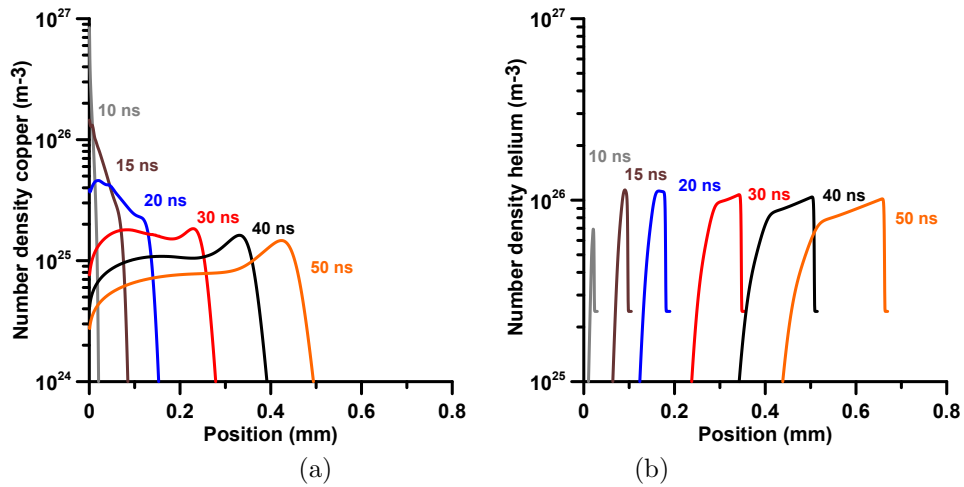 Number density copper (m-3)
10^27
10^26
10^25
10^24
10 ns
15 ns
20 ns
30 ns
40 ns
50 ns
0
0.2
0.4
0.6
0.8
Position (mm)
(a)
Number density helium (m-3)
10^27
10^26
10^25
10 ns
15 ns
20 ns
30 ns
40 ns
50 ns
0
0.2
0.4
0.6
0.8
Position (mm)
(b)